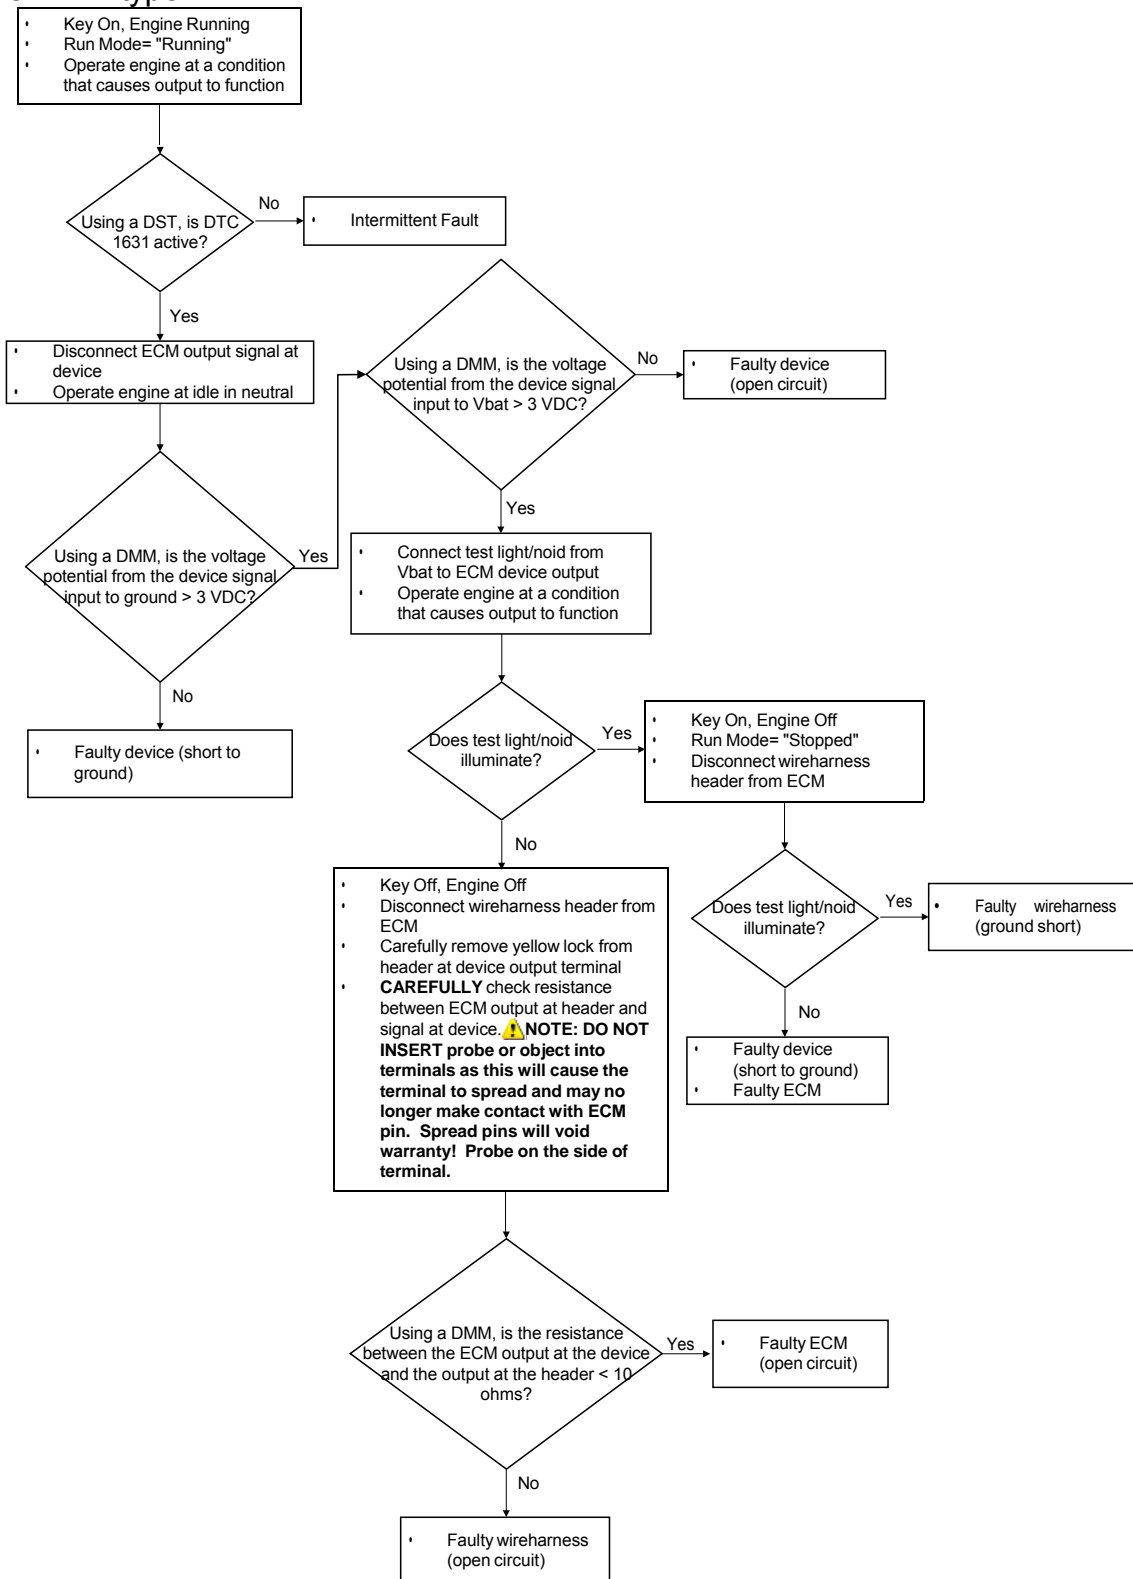 • Key On, Engine Running
• Run Mode= "Running"
• Operate engine at a condition
that causes output to function
Using a DST, is DTC
1631 active?
No
• Intermittent Fault
Yes
• Disconnect ECM output signal at
device
• Operate engine at idle in neutral
Using a DMM, is the voltage
potential from the device signal
input to ground > 3 VDC?
Yes
No
• Faulty device (short to
ground)
Using a DMM, is the voltage
potential from the device signal
input to Vbat > 3 VDC?
No
• Faulty device
(open circuit)
Yes
• Connect test light/noid from
Vbat to ECM device output
• Operate engine at a condition
that causes output to function
Does test light/noid
illuminate?
Yes
• Key On, Engine Off
• Run Mode= "Stopped"
• Disconnect wireharness
header from ECM
Does test light/noid
illuminate?
Yes
• Faulty wireharness
(ground short)
No
• Faulty device
(short to ground)
• Faulty ECM
No
• Key Off, Engine Off
• Disconnect wireharness header from
ECM
• Carefully remove yellow lock from
header at device output terminal
• CAREFULLY check resistance
between ECM output at header and
signal at device. NOTE: DO NOT
INSERT probe or object into
terminals as this will cause the
terminal to spread and may no
longer make contact with ECM
pin. Spread pins will void
warranty! Probe on the side of
terminal.
Using a DMM, is the resistance
between the ECM output at the device
and the output at the header < 10
ohms?
Yes
• Faulty ECM
(open circuit)
No
• Faulty wireharness
(open circuit)